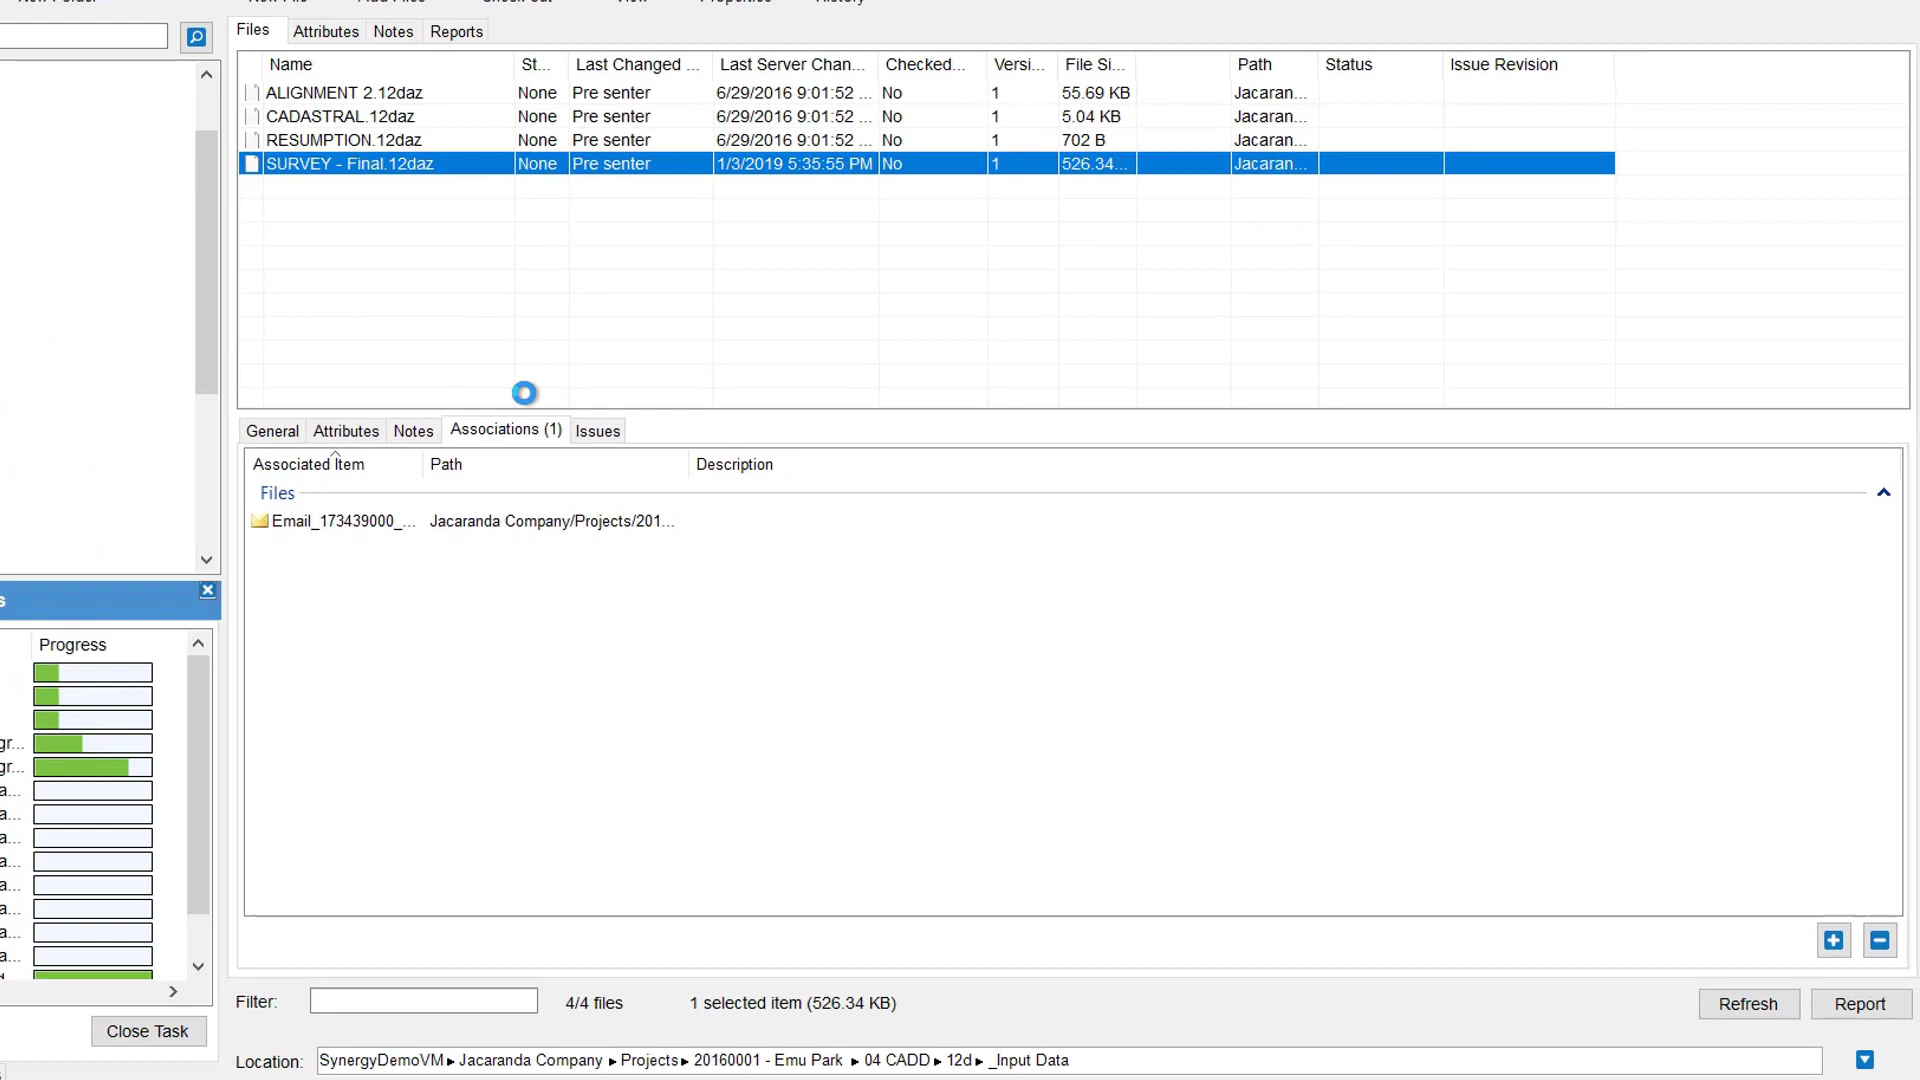 New Folder New File Add Files Check out View Properties History
Files Attributes Notes Reports
Name St... Last Changed ... Last Server Chan... Checked... Versi... File Si... Path Status Issue Revision
ALIGNMENT 2.12daz None Pre senter 6/29/2016 9:01:52 ... No 1 55.69 KB Jacaran...
CADASTRAL.12daz None Pre senter 6/29/2016 9:01:52 ... No 1 5.04 KB Jacaran...
RESUMPTION.12daz None Pre senter 6/29/2016 9:01:52 ... No 1 702 B Jacaran...
SURVEY - Final.12daz None Pre senter 1/3/2019 5:35:55 PM No 1 526.34... Jacaran...
General Attributes Notes Associations (1) Issues
Associated Item Path Description
Files
Email_173439000_... Jacaranda Company/Projects/201...
s
Progress
gr...
gr...
a...
a...
a...
a...
a...
a...
a...
a...
Close Task
Filter: 4/4 files 1 selected item (526.34 KB) Refresh Report
Location: SynergyDemoVM ▸ Jacaranda Company ▸ Projects ▸ 20160001 - Emu Park ▸ 04 CADD ▸ 12d ▸ _Input Data